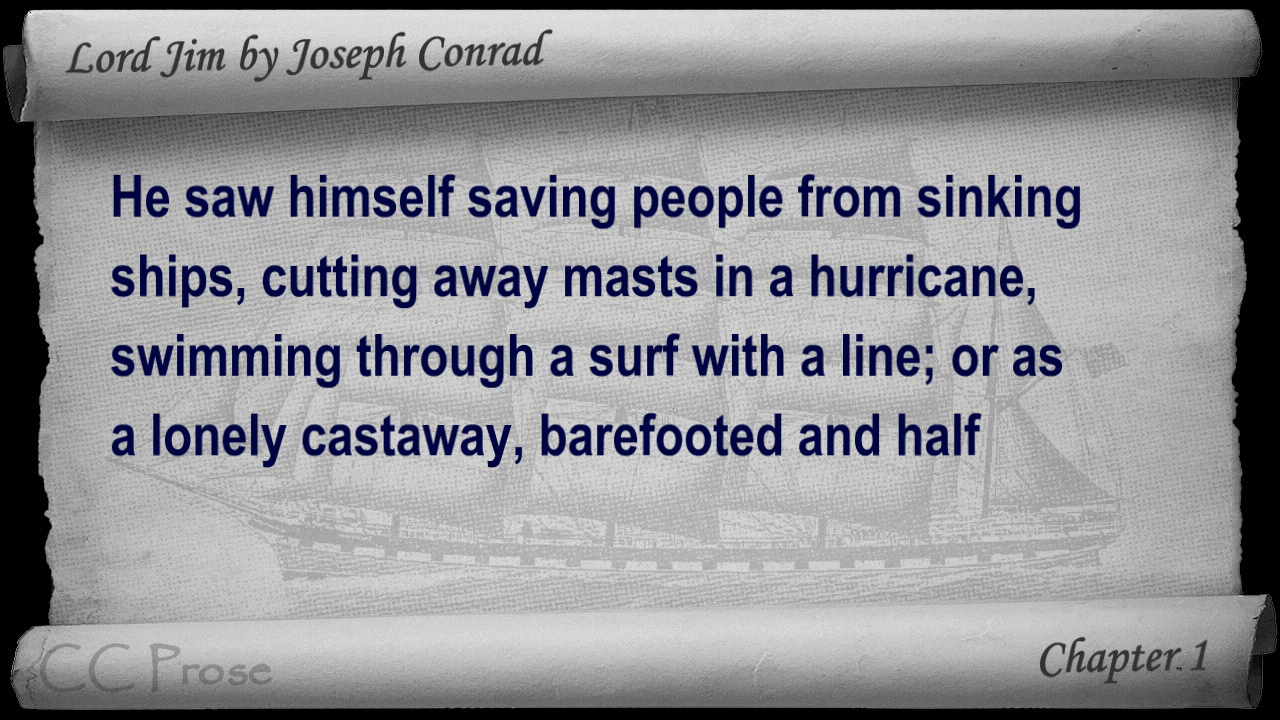 Lord Jim by Joseph Conrad
He saw himself saving people from sinking
ships, cutting away masts in a hurricane,
swimming through a surf with a line; or as
a lonely castaway, barefooted and half
CC Prose
Chapter 1